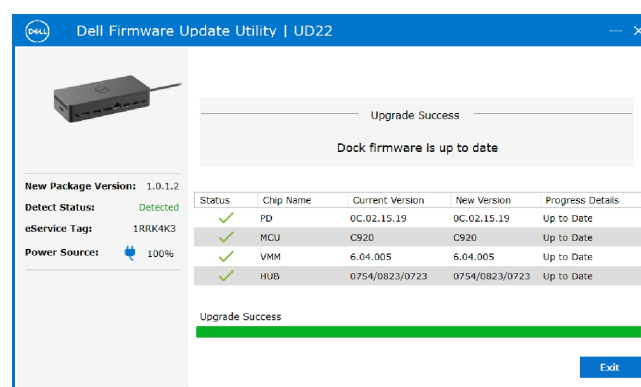 DELL Dell Firmware Update Utility | UD22
New Package Version: 1.0.1.2
Detect Status: Detected
eService Tag: 1RRK4K3
Power Source: 100%
Upgrade Success
Dock firmware is up to date
Status Chip Name Current Version New Version Progress Details
PD 0C.02.15.19 0C.02.15.19 Up to Date
MCU C920 C920 Up to Date
VMM 6.04.005 6.04.005 Up to Date
HUB 0754/0823/0723 0754/0823/0723 Up to Date
Upgrade Success
Exit